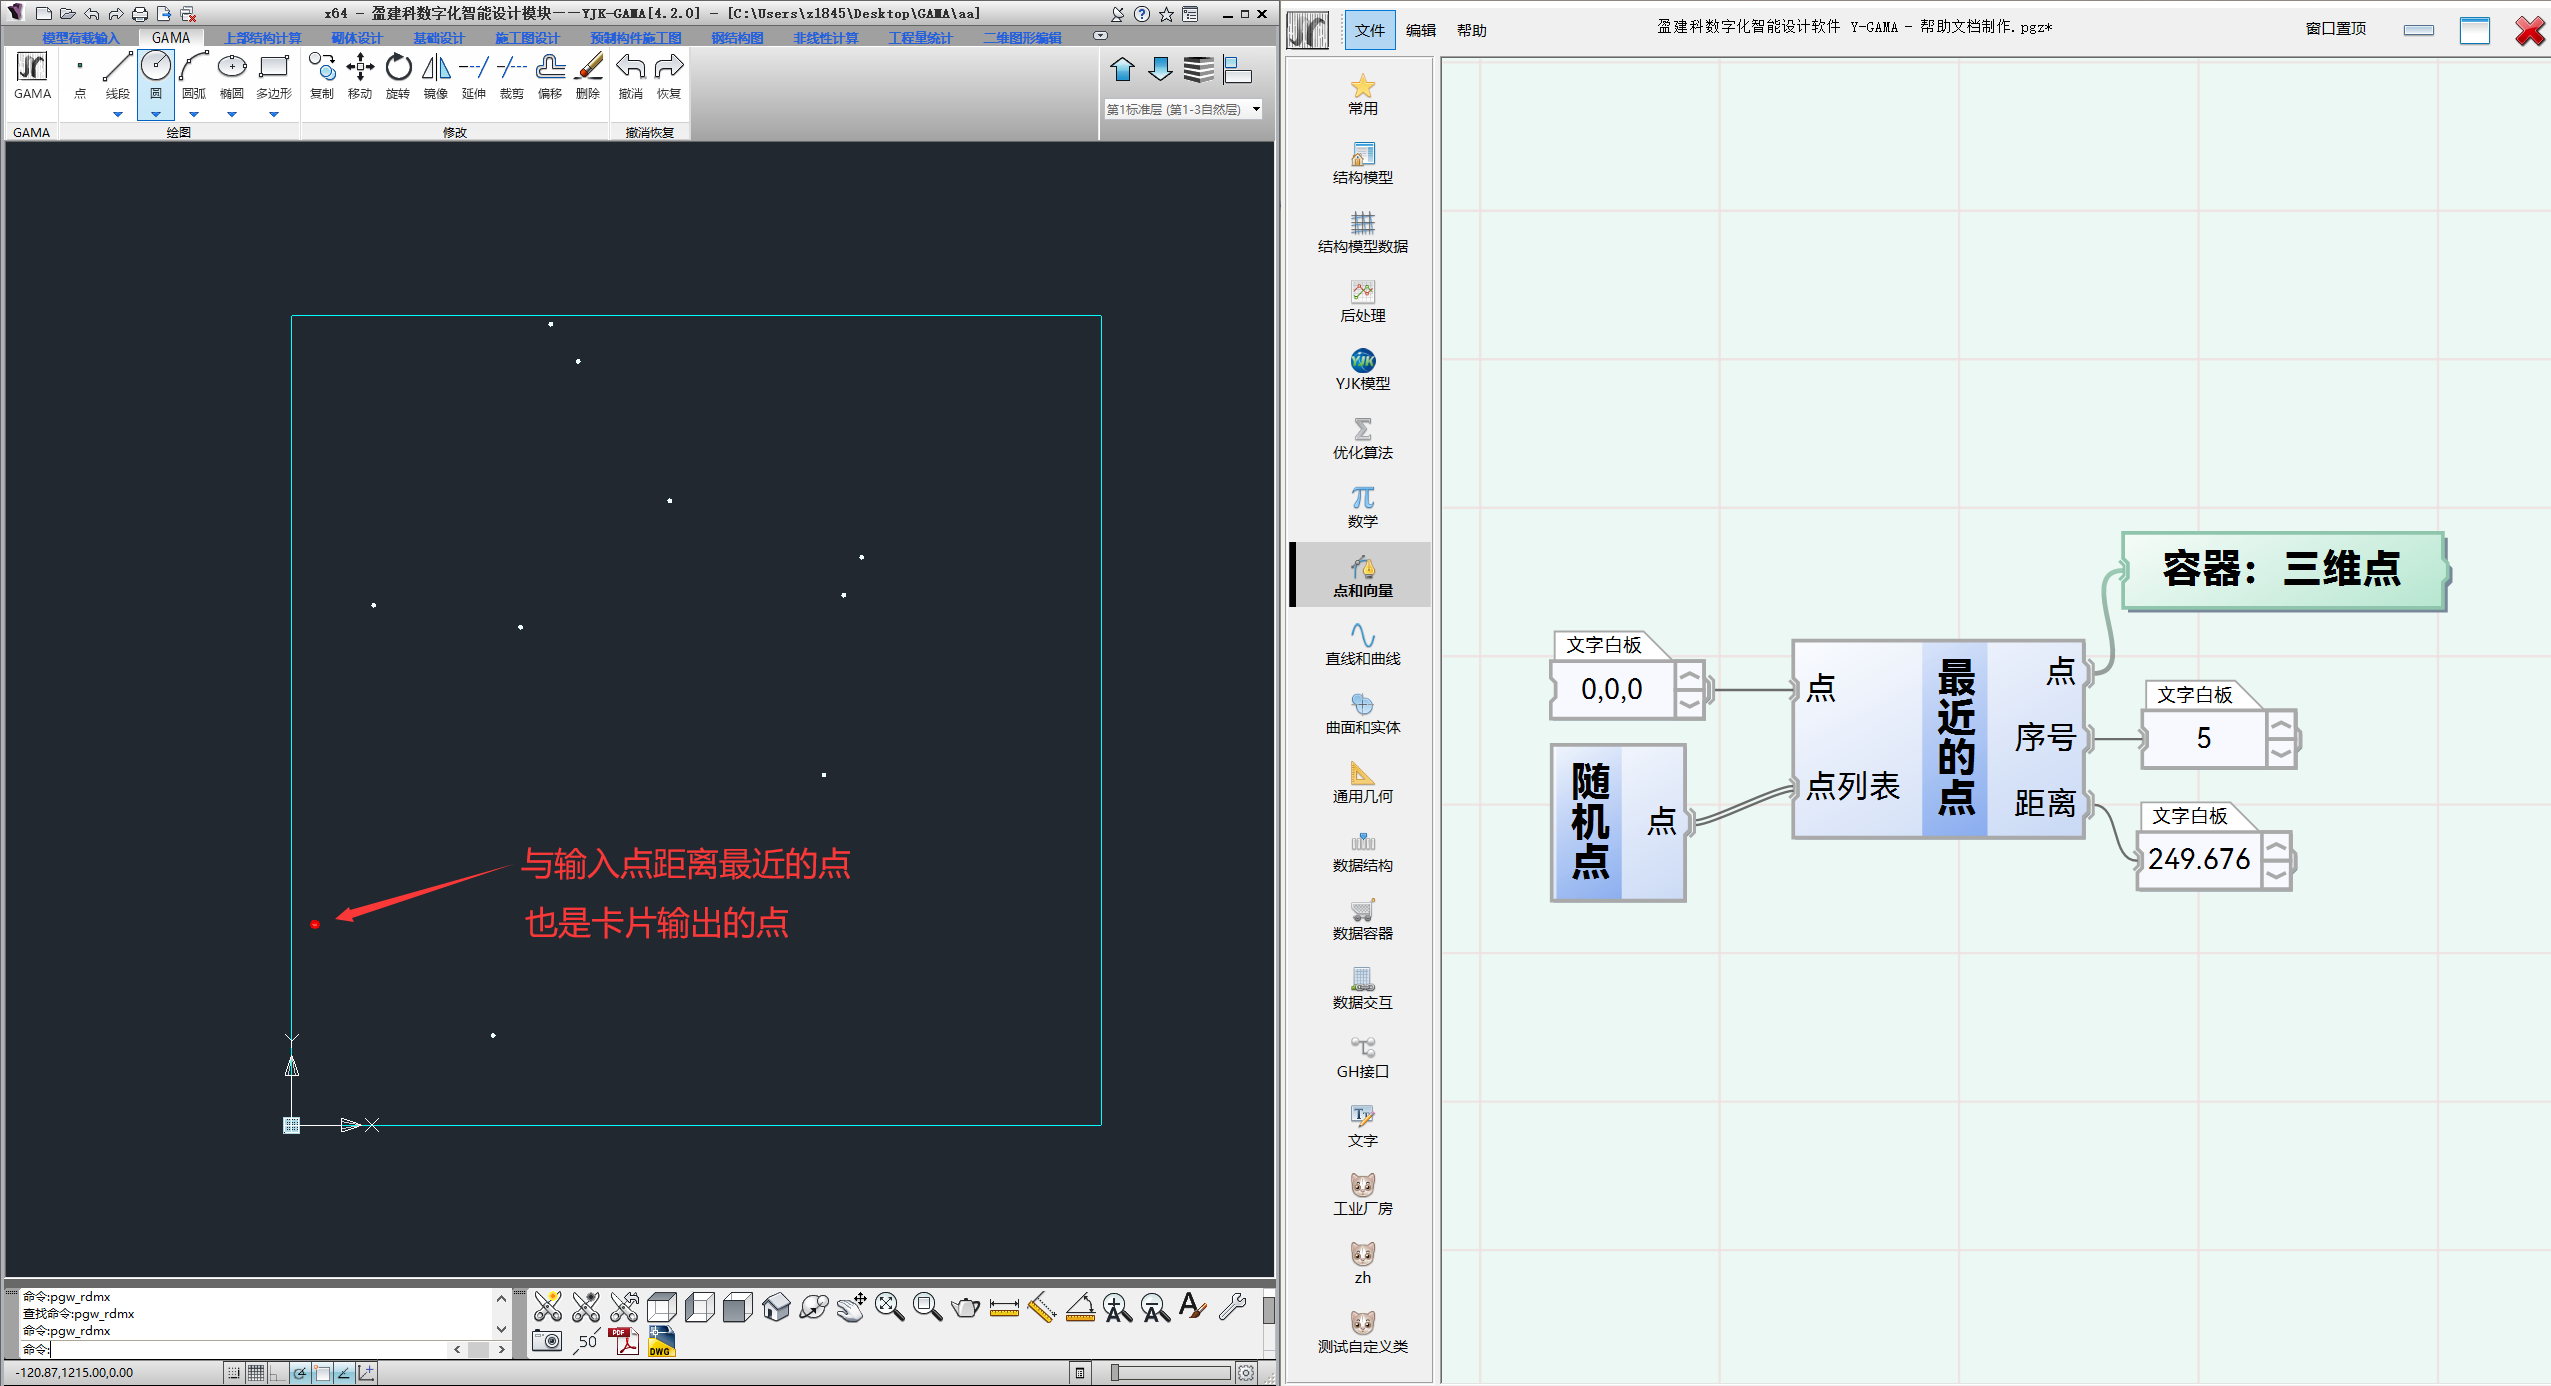 x64 - 盈建科数字化智能设计模块——YJK-GAMA[4.2.0] - [C:\Users\z1845\Desktop\GAMA\aa]
模型荷载输入 GAMA 上部结构计算 砌体设计 基础设计 施工图设计 预制构件施工图 钢结构图 非线性计算 工程量统计 二维图形编辑
GAMA 点 线段 圆 圆弧 椭圆 多边形 复制 移动 旋转 镜像 延伸 裁剪 偏移 删除 撤消 恢复
第1标准层 (第1-3自然层)
GAMA 绘图 修改 撤消恢复
与输入点距离最近的点
也是卡片输出的点
Y
X
命令:pgw_rdmx
查找命令:pgw_rdmx
命令:pgw_rdmx
命令:
50
PDF
DWG
-120.87,1215.00,0.00
文件 编辑 帮助
盈建科数字化智能设计软件 Y-GAMA - 帮助文档制作.pgz*
窗口置顶
常用
结构模型
结构模型数据
后处理
YJK
YJK模型
优化算法
数学
点和向量
直线和曲线
曲面和实体
通用几何
数据结构
数据容器
数据交互
GH接口
文字
工业厂房
zh
测试自定义类
容器：三维点
文字白板
0,0,0
随机点
点
点
点列表
最近的点
点
序号
距离
文字白板
5
文字白板
249.676